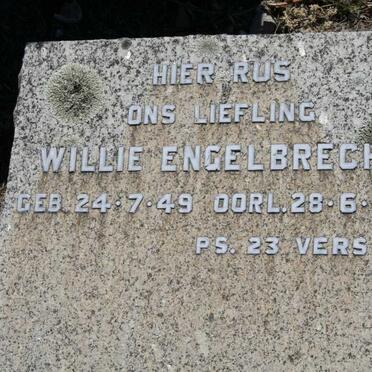 HIER RUS
ONS LIEFLING
WILLIE ENGELBRECH
GEB. 24·7·49 OORL. 28·6·
PS. 23 VERS